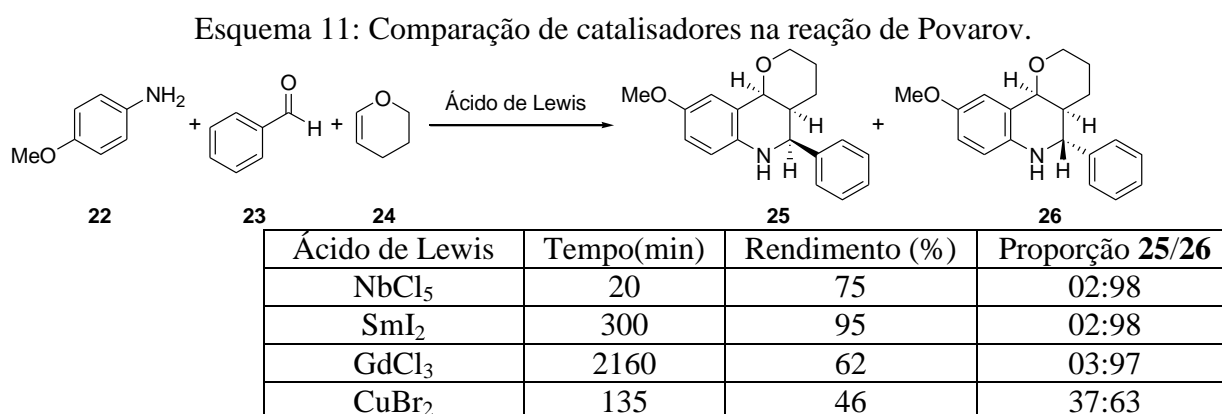 Esquema 11: Comparação de catalisadores na reação de Povarov.
MeO NH2 + O H + O Ácido de Lewis MeO H O H N H H + MeO H O H N H H
22 23 24 25 26
Ácido de Lewis Tempo(min) Rendimento (%) Proporção 25/26
NbCl5 20 75 02:98
SmI2 300 95 02:98
GdCl3 2160 62 03:97
CuBr2 135 46 37:63